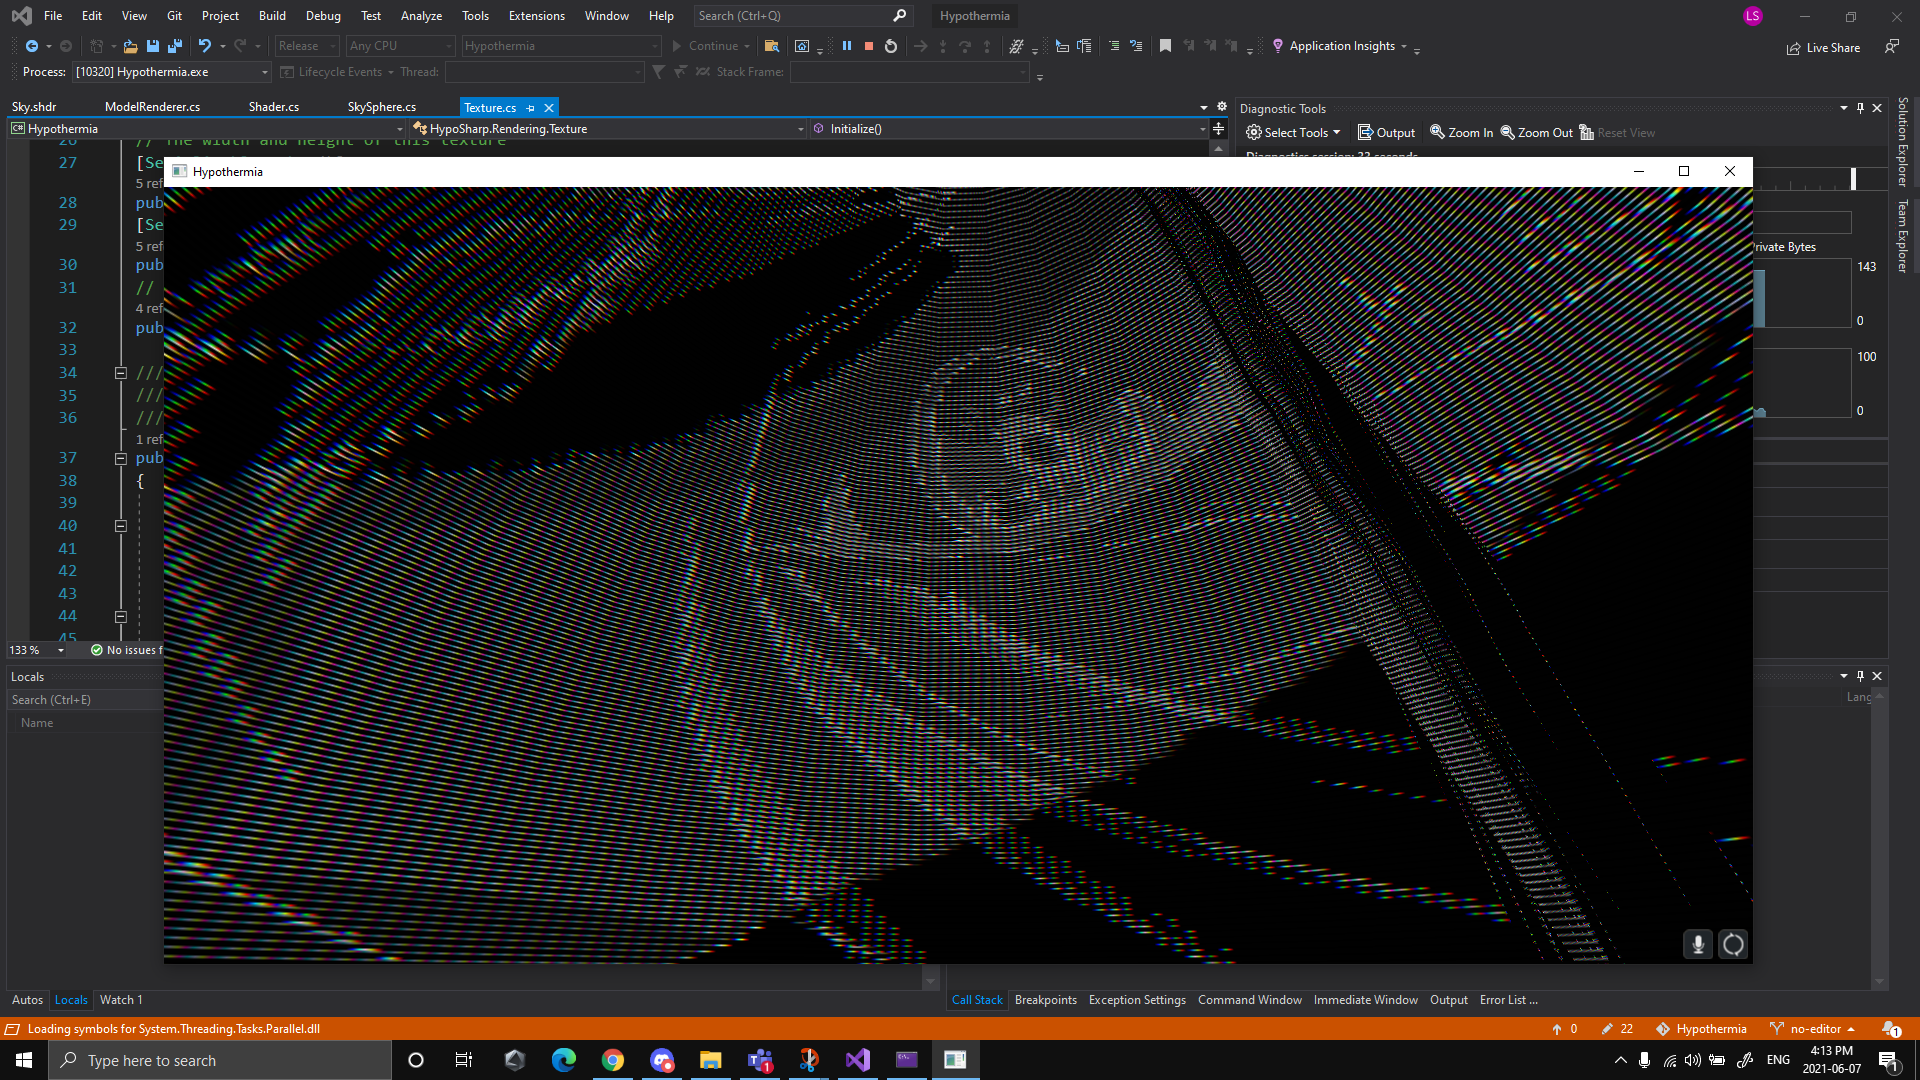 File Edit View Git Project Build Debug Test Analyze Tools Extensions Window Help Search (Ctrl+Q) Hypothermia LS
Release Any CPU Hypothermia Continue Application Insights Live Share
Process: [10320] Hypothermia.exe Lifecycle Events Thread: Stack Frame:
Sky.shdr ModelRenderer.cs Shader.cs SkySphere.cs Texture.cs Diagnostic Tools
Hypothermia HypoSharp.Rendering.Texture Initialize() Select Tools Output Zoom In Zoom Out Reset View
26 // The width and height of this texture
Diagnostics session: 33 seconds
27 [Se
Hypothermia
5 ref
28 pub
29 [Se
5 ref
Private Bytes
30 pub
143
31 //
4 ref
0
32 pub
33
100
34 ///
35 ///
0
36 ///
1 ref
37 pub
38 {
39
40
41
42
43
44
45
133 % No issues f
Locals
Search (Ctrl+E)
Lang
Name
Autos Locals Watch 1 Call Stack Breakpoints Exception Settings Command Window Immediate Window Output Error List ...
Loading symbols for System.Threading.Tasks.Parallel.dll 0 22 Hypothermia no-editor 1
Type here to search 1 ENG 4:13 PM 2021-06-07 1
Solution Explorer
Team Explorer